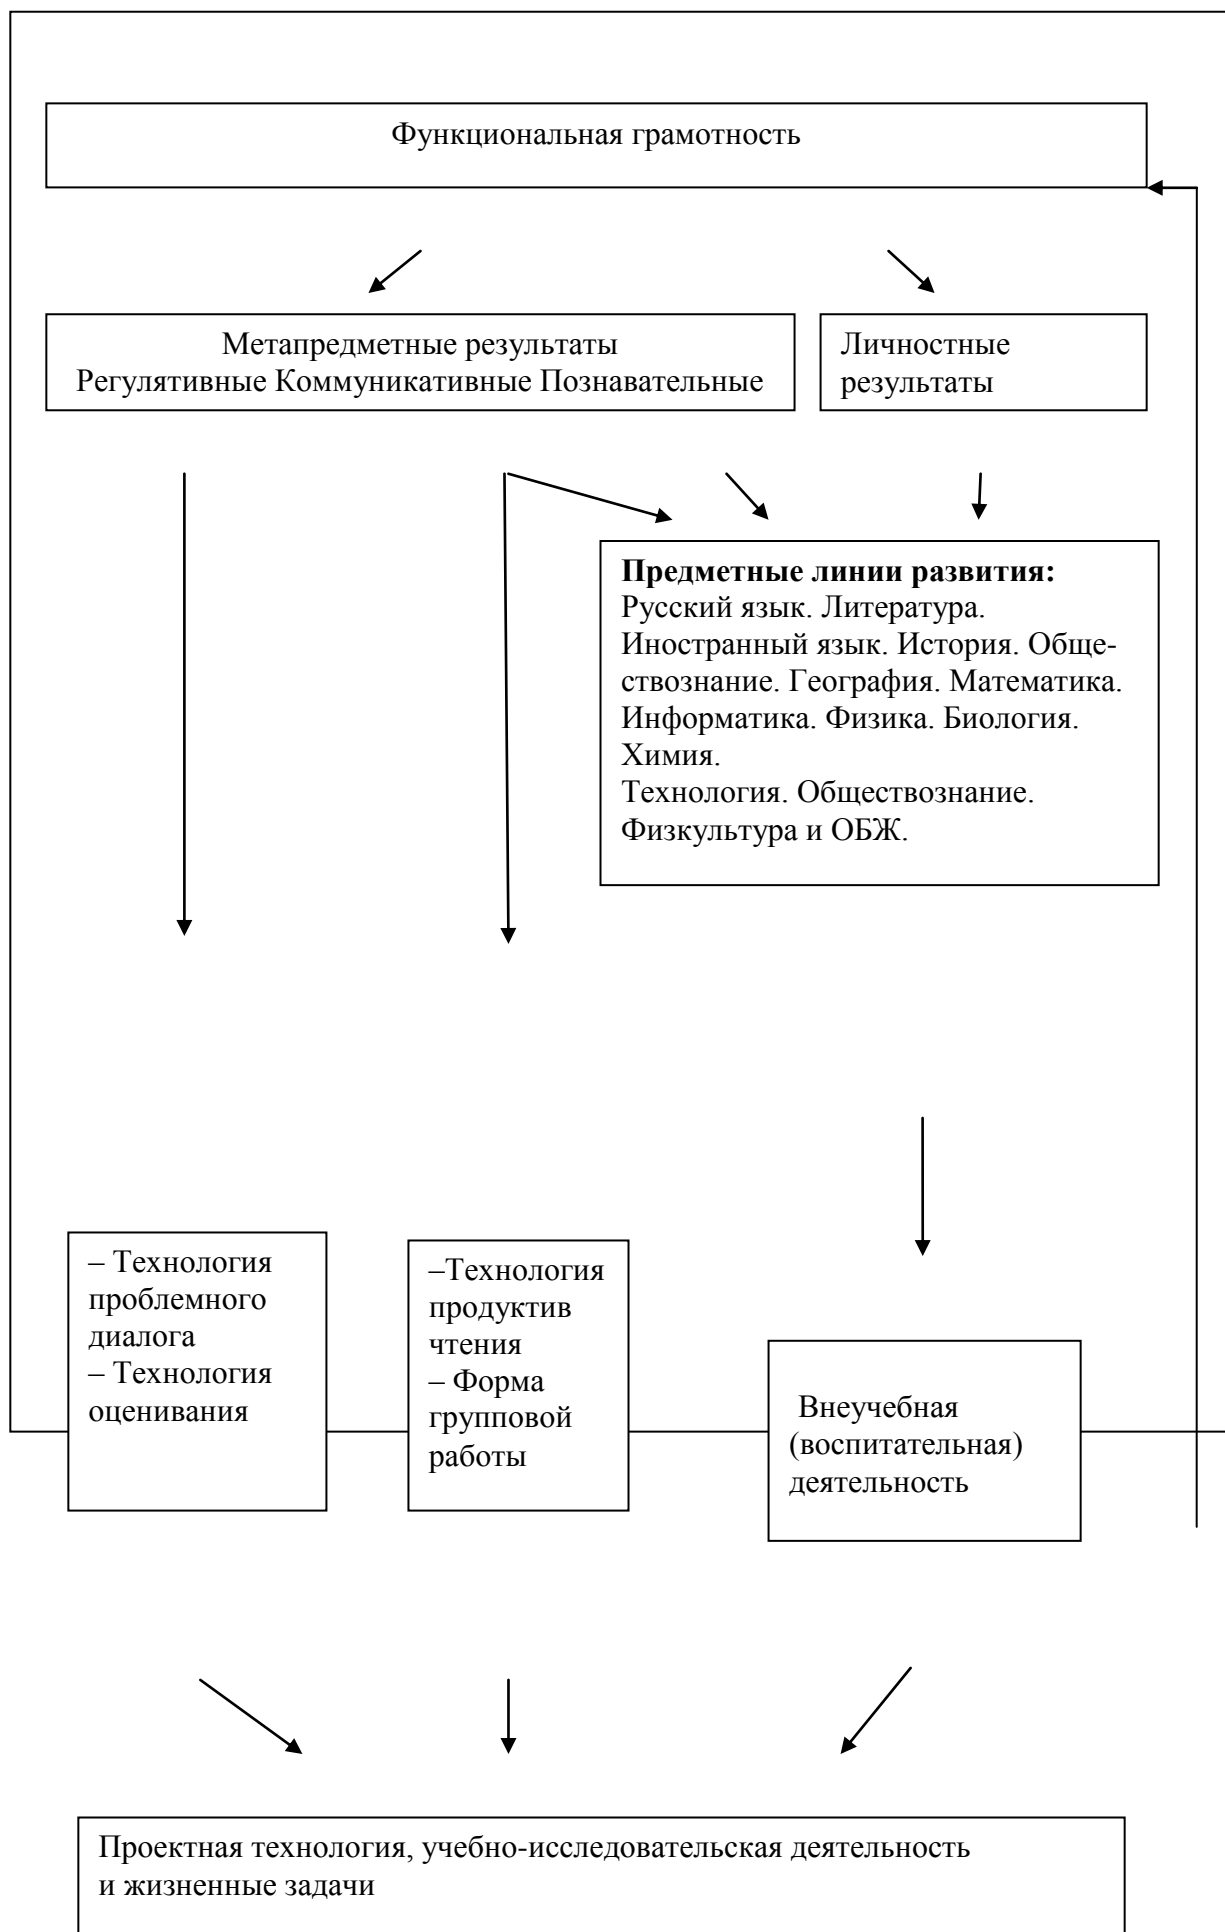 Функциональная грамотность
Метапредметные результаты
Регулятивные Коммуникативные Познавательные
Личностные
результаты
Предметные линии развития:
Русский язык. Литература.
Иностранный язык. История. Обще-
ствознание. География. Математика.
Информатика. Физика. Биология.
Химия.
Технология. Обществознание.
Физкультура и ОБЖ.
– Технология
проблемного
диалога
– Технология
оценивания
–Технология
продуктив
чтения
– Форма
групповой
работы
Внеучебная
(воспитательная)
деятельность
Проектная технология, учебно-исследовательская деятельность
и жизненные задачи